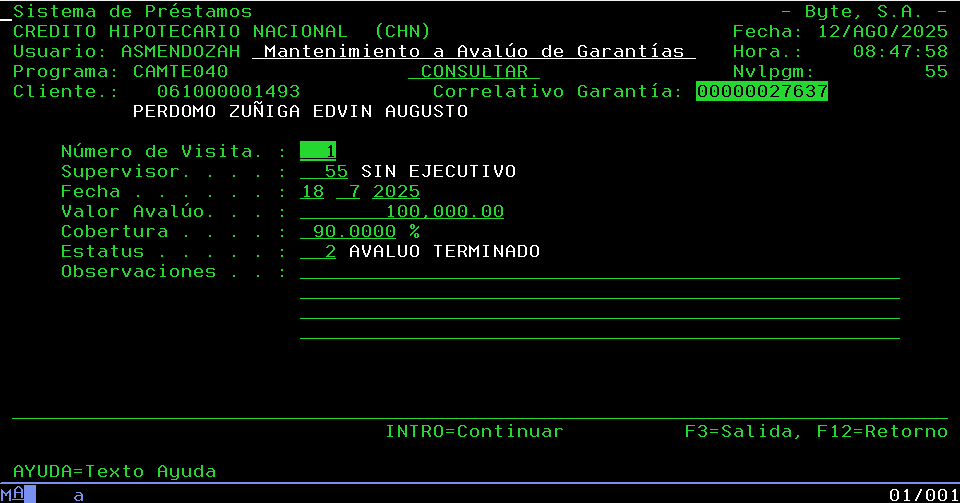 Sistema de Préstamos - Byte, S.A. -
CREDITO HIPOTECARIO NACIONAL (CHN) Fecha: 12/AGO/2025
Usuario: ASMENDOZAH Mantenimiento a Avalúo de Garantías Hora.: 08:47:58
Programa: CAMTE040 CONSULTAR Nvlpgm: 55
Cliente.: 061000001493 Correlativo Garantía: 00000027637
PERDOMO ZUÑIGA EDVIN AUGUSTO
Número de Visita. : 1
Supervisor. . . . : 55 SIN EJECUTIVO
Fecha . . . . . . : 18 7 2025
Valor Avalúo. . . : 100,000.00
Cobertura . . . . : 90.0000 %
Estatus . . . . . : 2 AVALUO TERMINADO
Observaciones . . :
INTRO=Continuar F3=Salida, F12=Retorno
AYUDA=Texto Ayuda
MA a 01/001